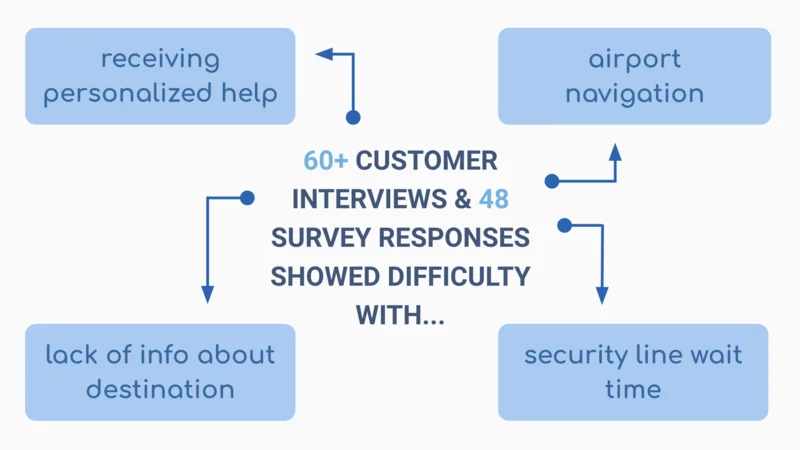 receiving
personalized help
airport
navigation
60+ CUSTOMER
INTERVIEWS & 48
SURVEY RESPONSES
SHOWED DIFFICULTY
WITH...
lack of info about
destination
security line wait
time